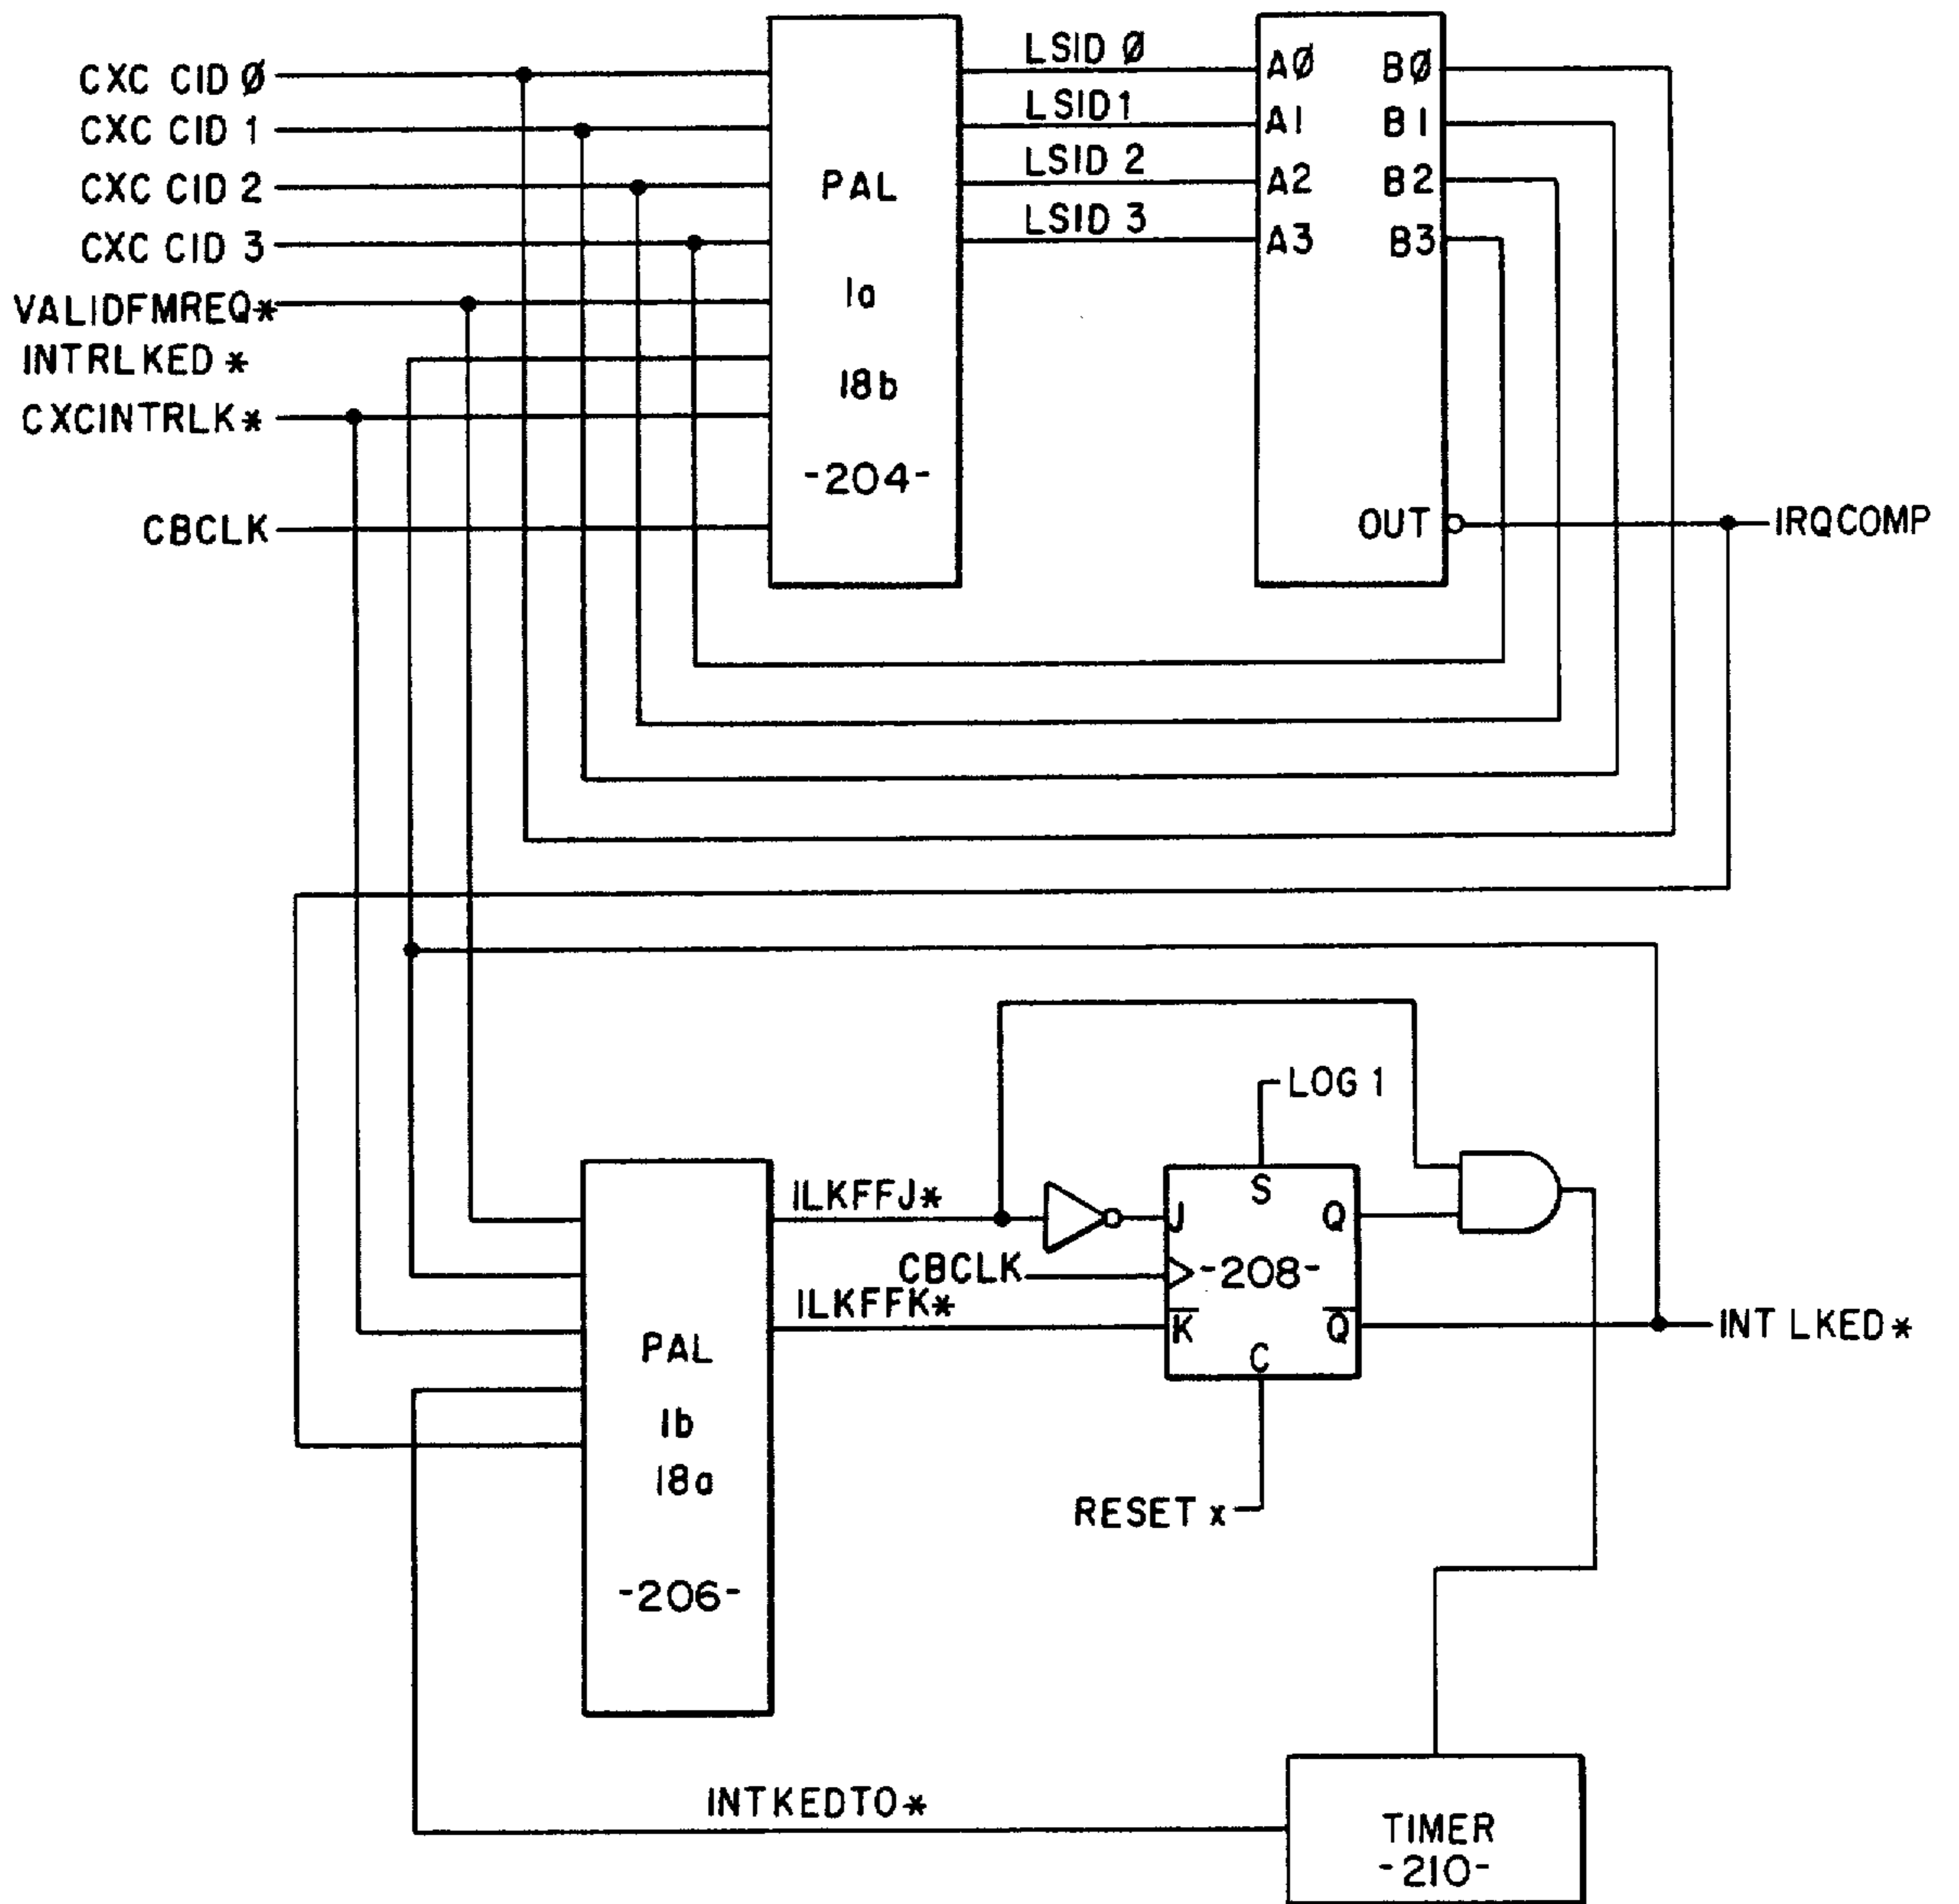 CXC CID Ø
CXC CID 1
CXC CID 2
CXC CID 3
VALIDFMREQ*
INTRLKED *
CXCINTRLK*
CBCLK
PAL
1a
18b
-204-
LSID Ø
LSID 1
LSID 2
LSID 3
AØ
A1
A2
A3
BØ
B1
B2
B3
OUT
IRQCOMP
PAL
1b
18a
-206-
ILKFFJ*
CBCLK
ILKFFK*
LOG 1
S
J
Q
-208-
K
Q
C
RESET x
INT LKED*
INTKEDTO*
TIMER
-210-